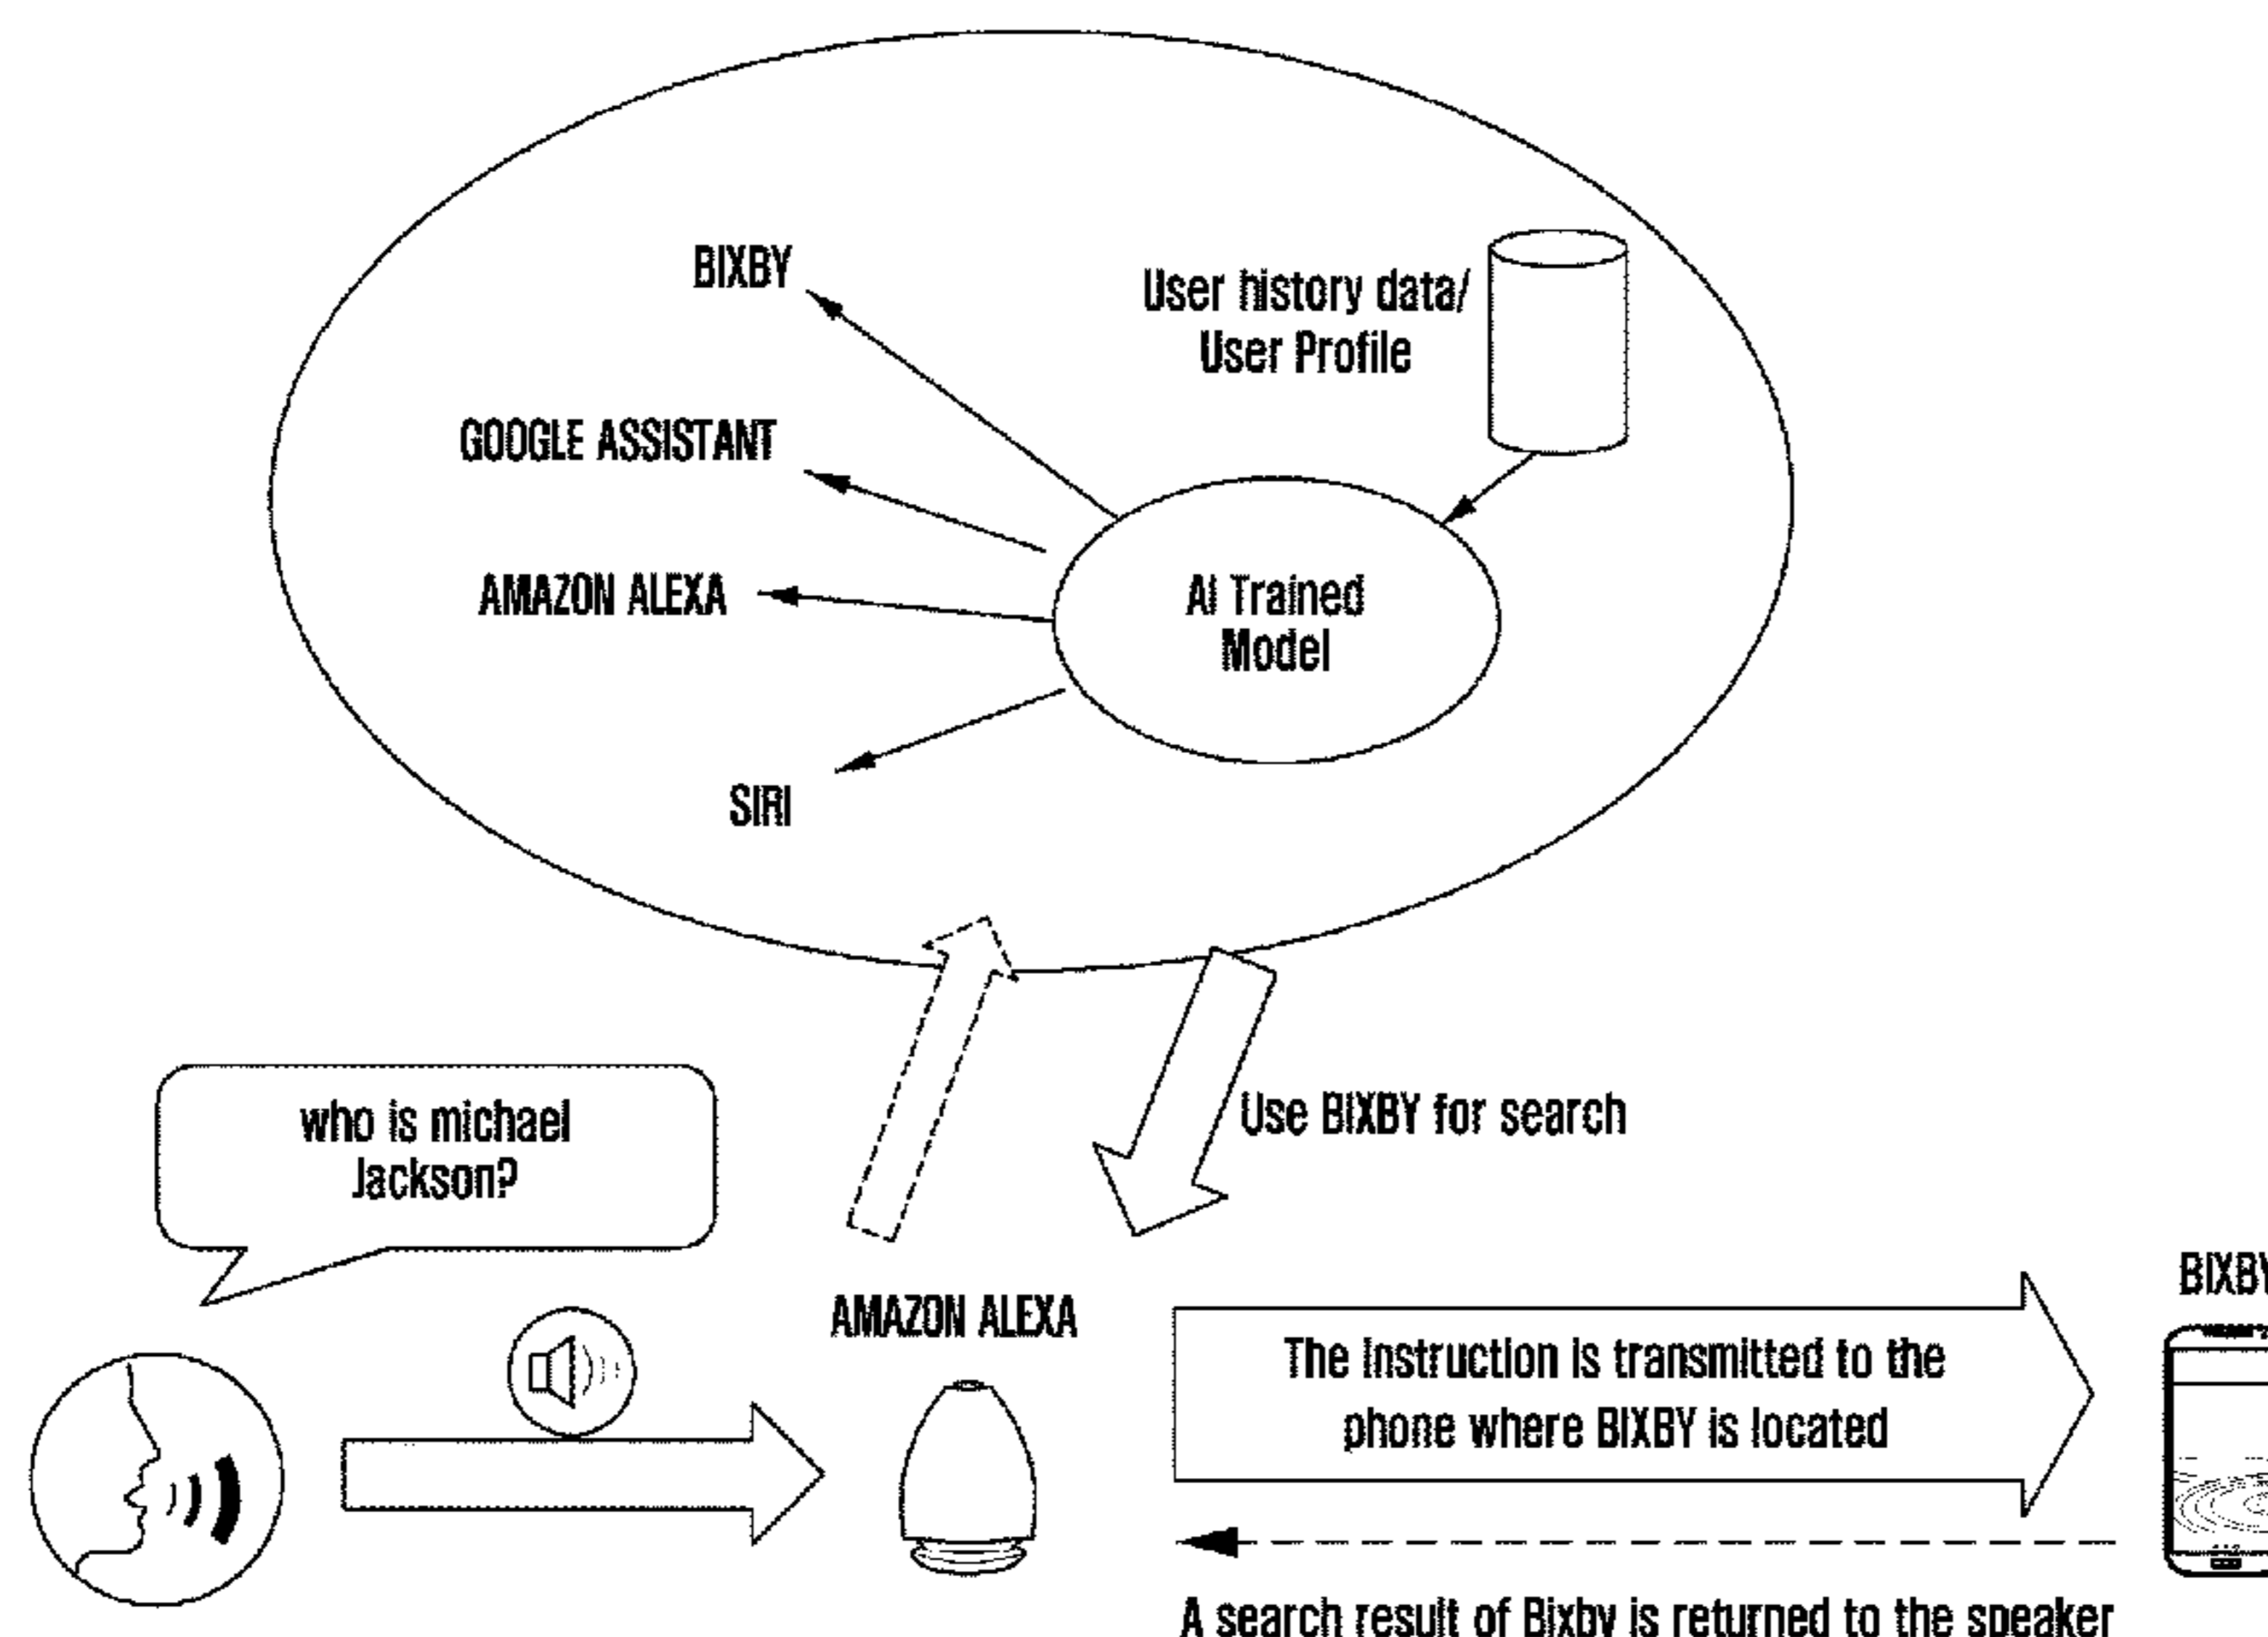 BIXBY
User history data/
User Profile
GOOGLE ASSISTANT
AMAZON ALEXA
AI Trained
Model
SIRI
Use BIXBY for search
who is michael
Jackson?
AMAZON ALEXA
BIXBY
The instruction is transmitted to the
phone where BIXBY is located
A search result of Bixby is returned to the speaker